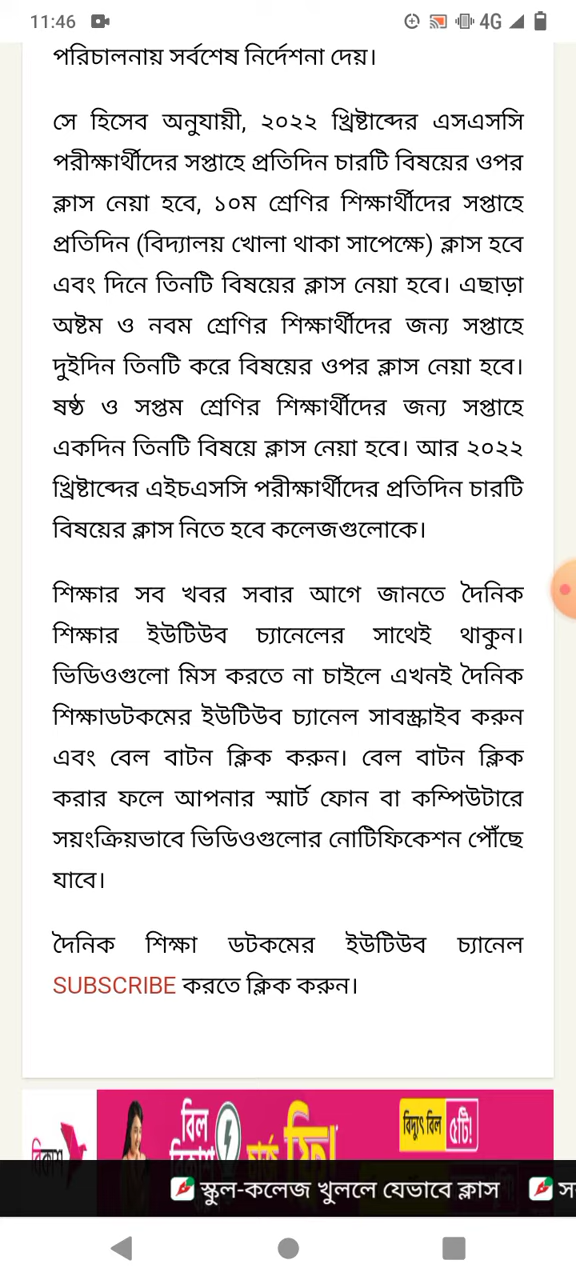 11:46
4G
পরিচালনায় সর্বশেষ নির্দেশনা দেয়।
সে হিসেব অনুযায়ী, ২০২২ খ্রিষ্টাব্দের এসএসসি
পরীক্ষার্থীদের সপ্তাহে প্রতিদিন চারটি বিষয়ের ওপর
ক্লাস নেয়া হবে, ১০ম শ্রেণির শিক্ষার্থীদের সপ্তাহে
প্রতিদিন (বিদ্যালয় খোলা থাকা সাপেক্ষে) ক্লাস হবে
এবং দিনে তিনটি বিষয়ের ক্লাস নেয়া হবে। এছাড়া
অষ্টম ও নবম শ্রেণির শিক্ষার্থীদের জন্য সপ্তাহে
দুইদিন তিনটি করে বিষয়ের ওপর ক্লাস নেয়া হবে।
ষষ্ঠ ও সপ্তম শ্রেণির শিক্ষার্থীদের জন্য সপ্তাহে
একদিন তিনটি বিষয়ে ক্লাস নেয়া হবে। আর ২০২২
খ্রিষ্টাব্দের এইচএসসি পরীক্ষার্থীদের প্রতিদিন চারটি
বিষয়ের ক্লাস নিতে হবে কলেজগুলোকে।
শিক্ষার সব খবর সবার আগে জানতে দৈনিক
শিক্ষার ইউটিউব চ্যানেলের সাথেই থাকুন।
ভিডিওগুলো মিস করতে না চাইলে এখনই দৈনিক
শিক্ষাডটকমের ইউটিউব চ্যানেল সাবস্ক্রাইব করুন
এবং বেল বাটন ক্লিক করুন। বেল বাটন ক্লিক
করার ফলে আপনার স্মার্ট ফোন বা কম্পিউটারে
সয়ংক্রিয়ভাবে ভিডিওগুলোর নোটিফিকেশন পৌঁছে
যাবে।
দৈনিক শিক্ষা ডটকমের ইউটিউব চ্যানেল
SUBSCRIBE করতে ক্লিক করুন।
বিল
বিদ্যুৎ বিল ৫টি!
বিকাশ
ফ্রি!
স্কুল-কলেজ খুললে যেভাবে ক্লাস